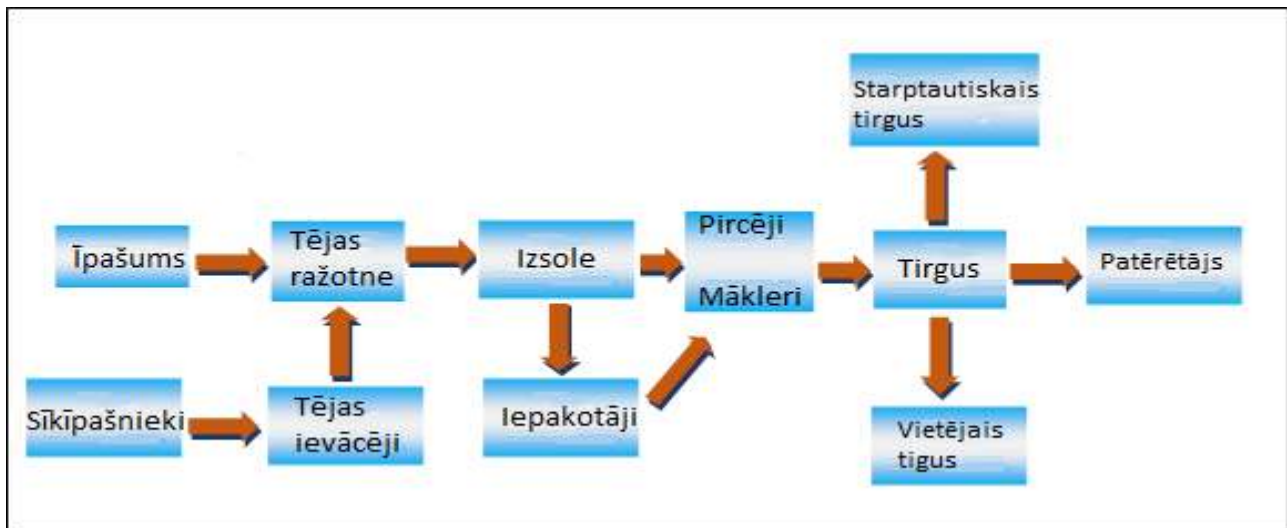 Starptautiskais
tirgus
Īpašums
Tējas
ražotne
Izsole
Pircēji
Mākleri
Tirgus
Patērētājs
Sīkīpašnieki
Tējas
ievācēji
Iepakotāji
Vietējais
tigus